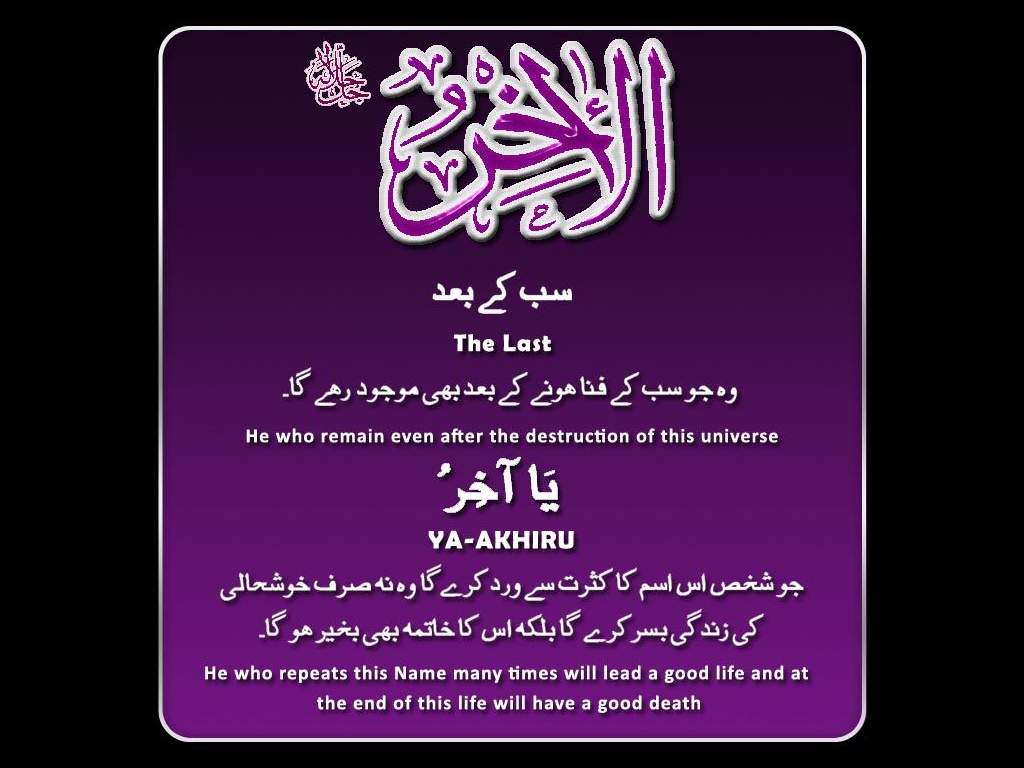 الاٰخِرُ
جل جلاله
سب کے بعد
The Last
وہ جو سب کے فنا ھونے کے بعد بھی موجود رھے گا۔
He who remain even after the destruction of this universe
یَا آخِرُ
YA-AKHIRU
جو شخص اس اسم کا کثرت سے ورد کرے گا وہ نہ صرف خوشحالی
کی زندگی بسر کرے گا بلکہ اس کا خاتمہ بھی بخیر ھو گا۔
He who repeats this Name many times will lead a good life and at
the end of this life will have a good death